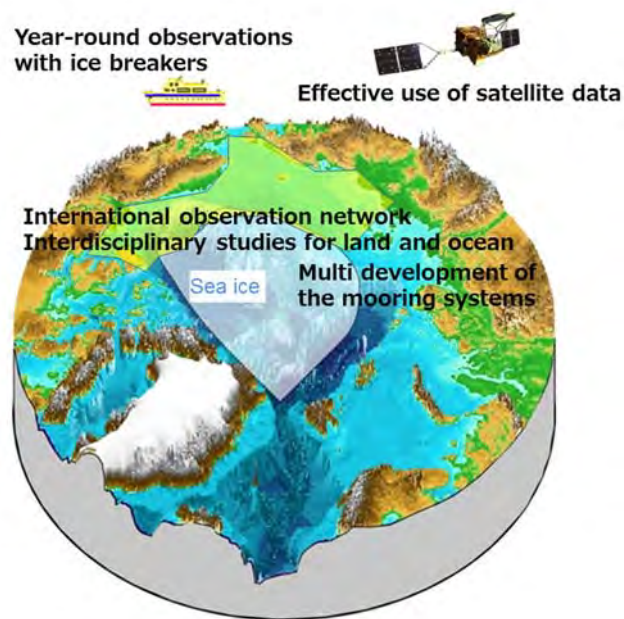 Year-round observations
with ice breakers
Effective use of satellite data
International observation network
Interdisciplinary studies for land and ocean
Multi development of
the mooring systems
Sea ice